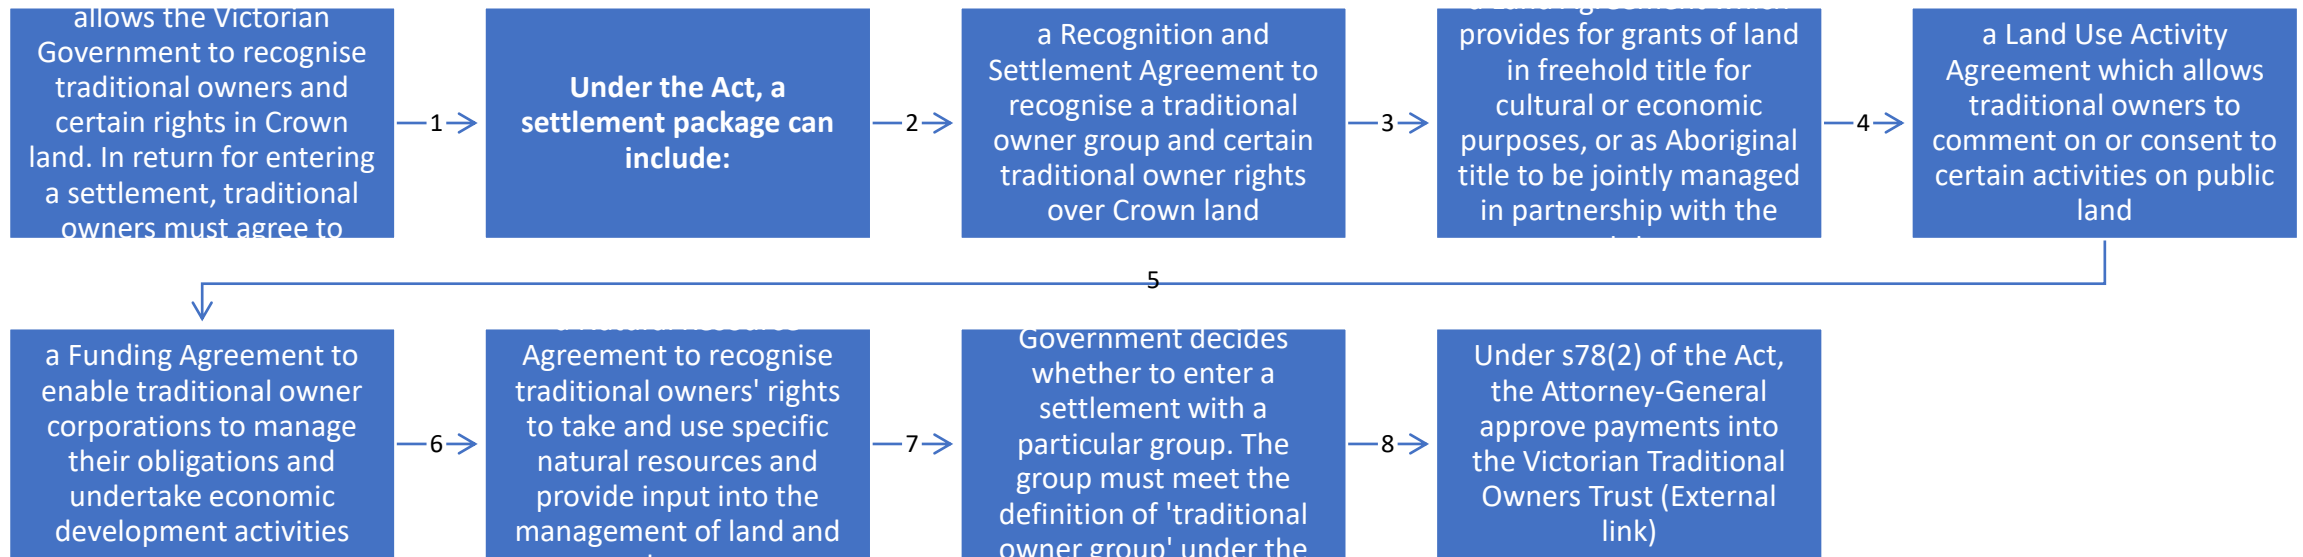 allows the Victorian
Government to recognise
traditional owners and
certain rights in Crown
land. In return for entering
a settlement, traditional
owners must agree to
1
Under the Act, a
settlement package can
include:
2
a Recognition and
Settlement Agreement to
recognise a traditional
owner group and certain
traditional owner rights
over Crown land
3
a Land Agreement which
provides for grants of land
in freehold title for
cultural or economic
purposes, or as Aboriginal
title to be jointly managed
in partnership with the
4
a Land Use Activity
Agreement which allows
traditional owners to
comment on or consent to
certain activities on public
land
5
a Funding Agreement to
enable traditional owner
corporations to manage
their obligations and
undertake economic
development activities
6
a Natural Resource
Agreement to recognise
traditional owners' rights
to take and use specific
natural resources and
provide input into the
management of land and
7
Government decides
whether to enter a
settlement with a
particular group. The
group must meet the
definition of 'traditional
owner group' under the
8
Under s78(2) of the Act,
the Attorney-General
approve payments into
the Victorian Traditional
Owners Trust (External
link)